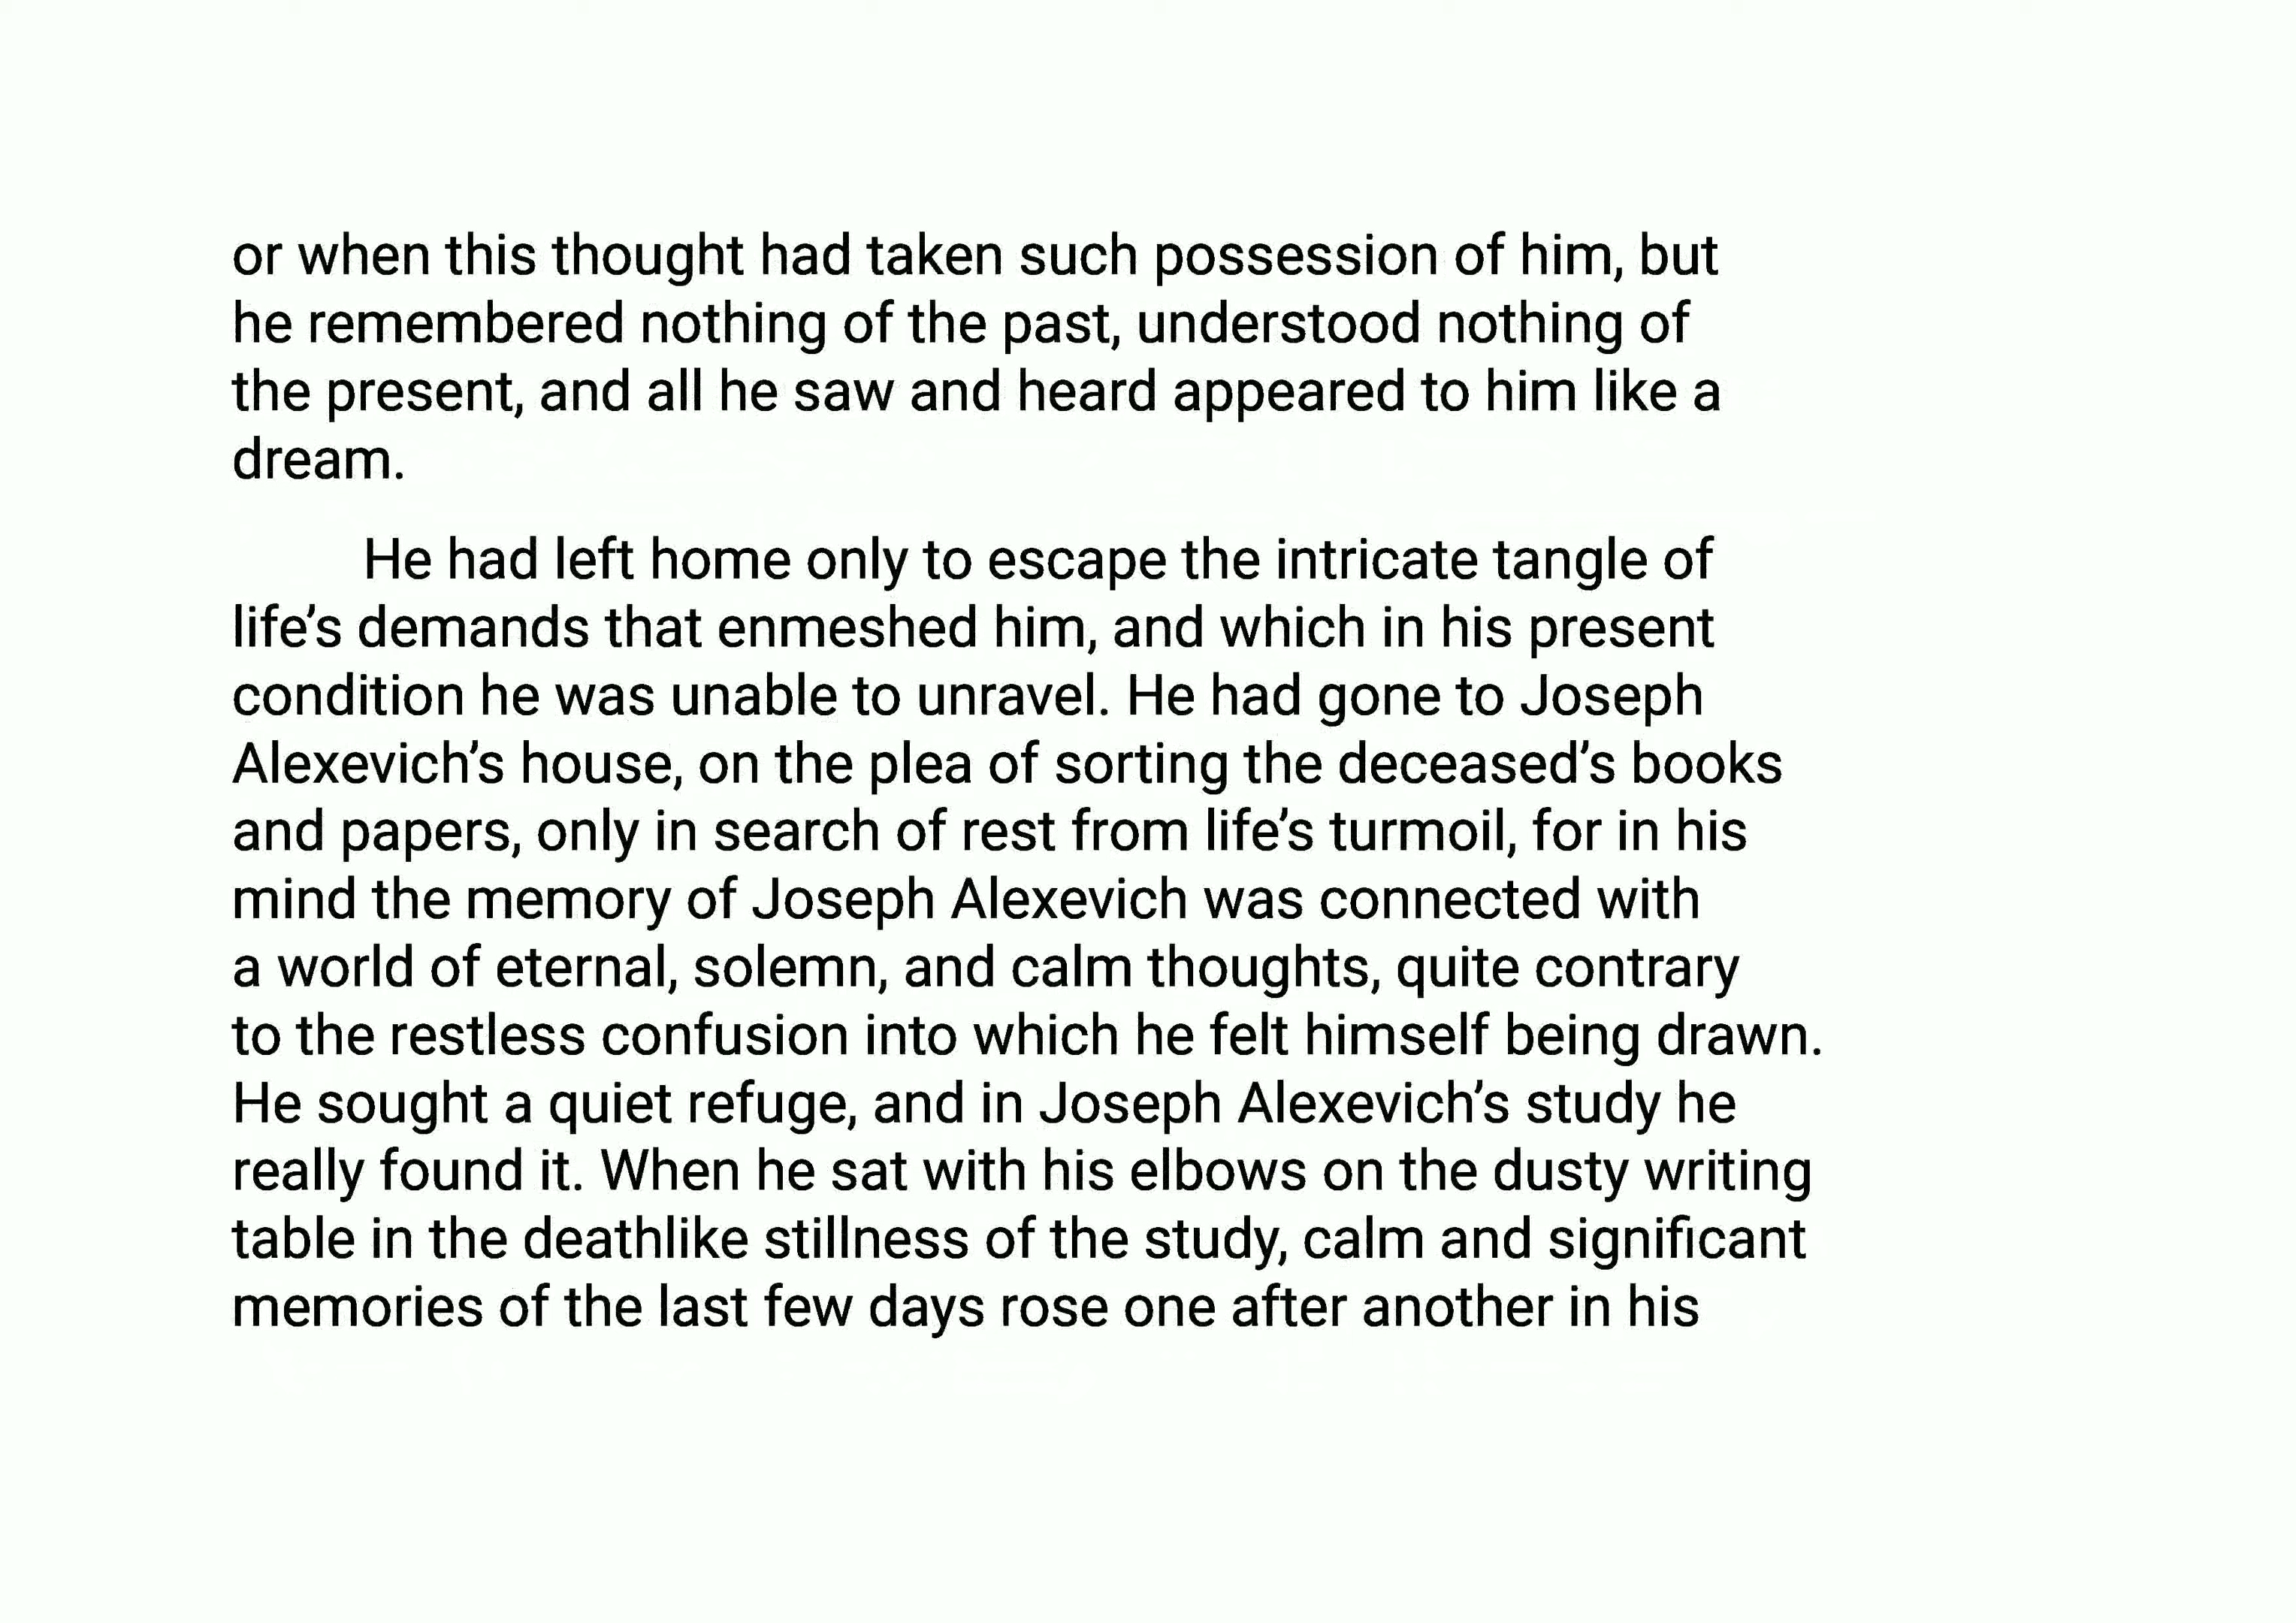 or when this thought had taken such possession of him, but
he remembered nothing of the past, understood nothing of
the present, and all he saw and heard appeared to him like a
dream.
He had left home only to escape the intricate tangle of
life’s demands that enmeshed him, and which in his present
condition he was unable to unravel. He had gone to Joseph
Alexevich’s house, on the plea of sorting the deceased’s books
and papers, only in search of rest from life’s turmoil, for in his
mind the memory of Joseph Alexevich was connected with
a world of eternal, solemn, and calm thoughts, quite contrary
to the restless confusion into which he felt himself being drawn.
He sought a quiet refuge, and in Joseph Alexevich’s study he
really found it. When he sat with his elbows on the dusty writing
table in the deathlike stillness of the study, calm and significant
memories of the last few days rose one after another in his